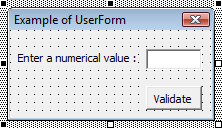 Example of UserForm
Enter a numerical value :
Validate